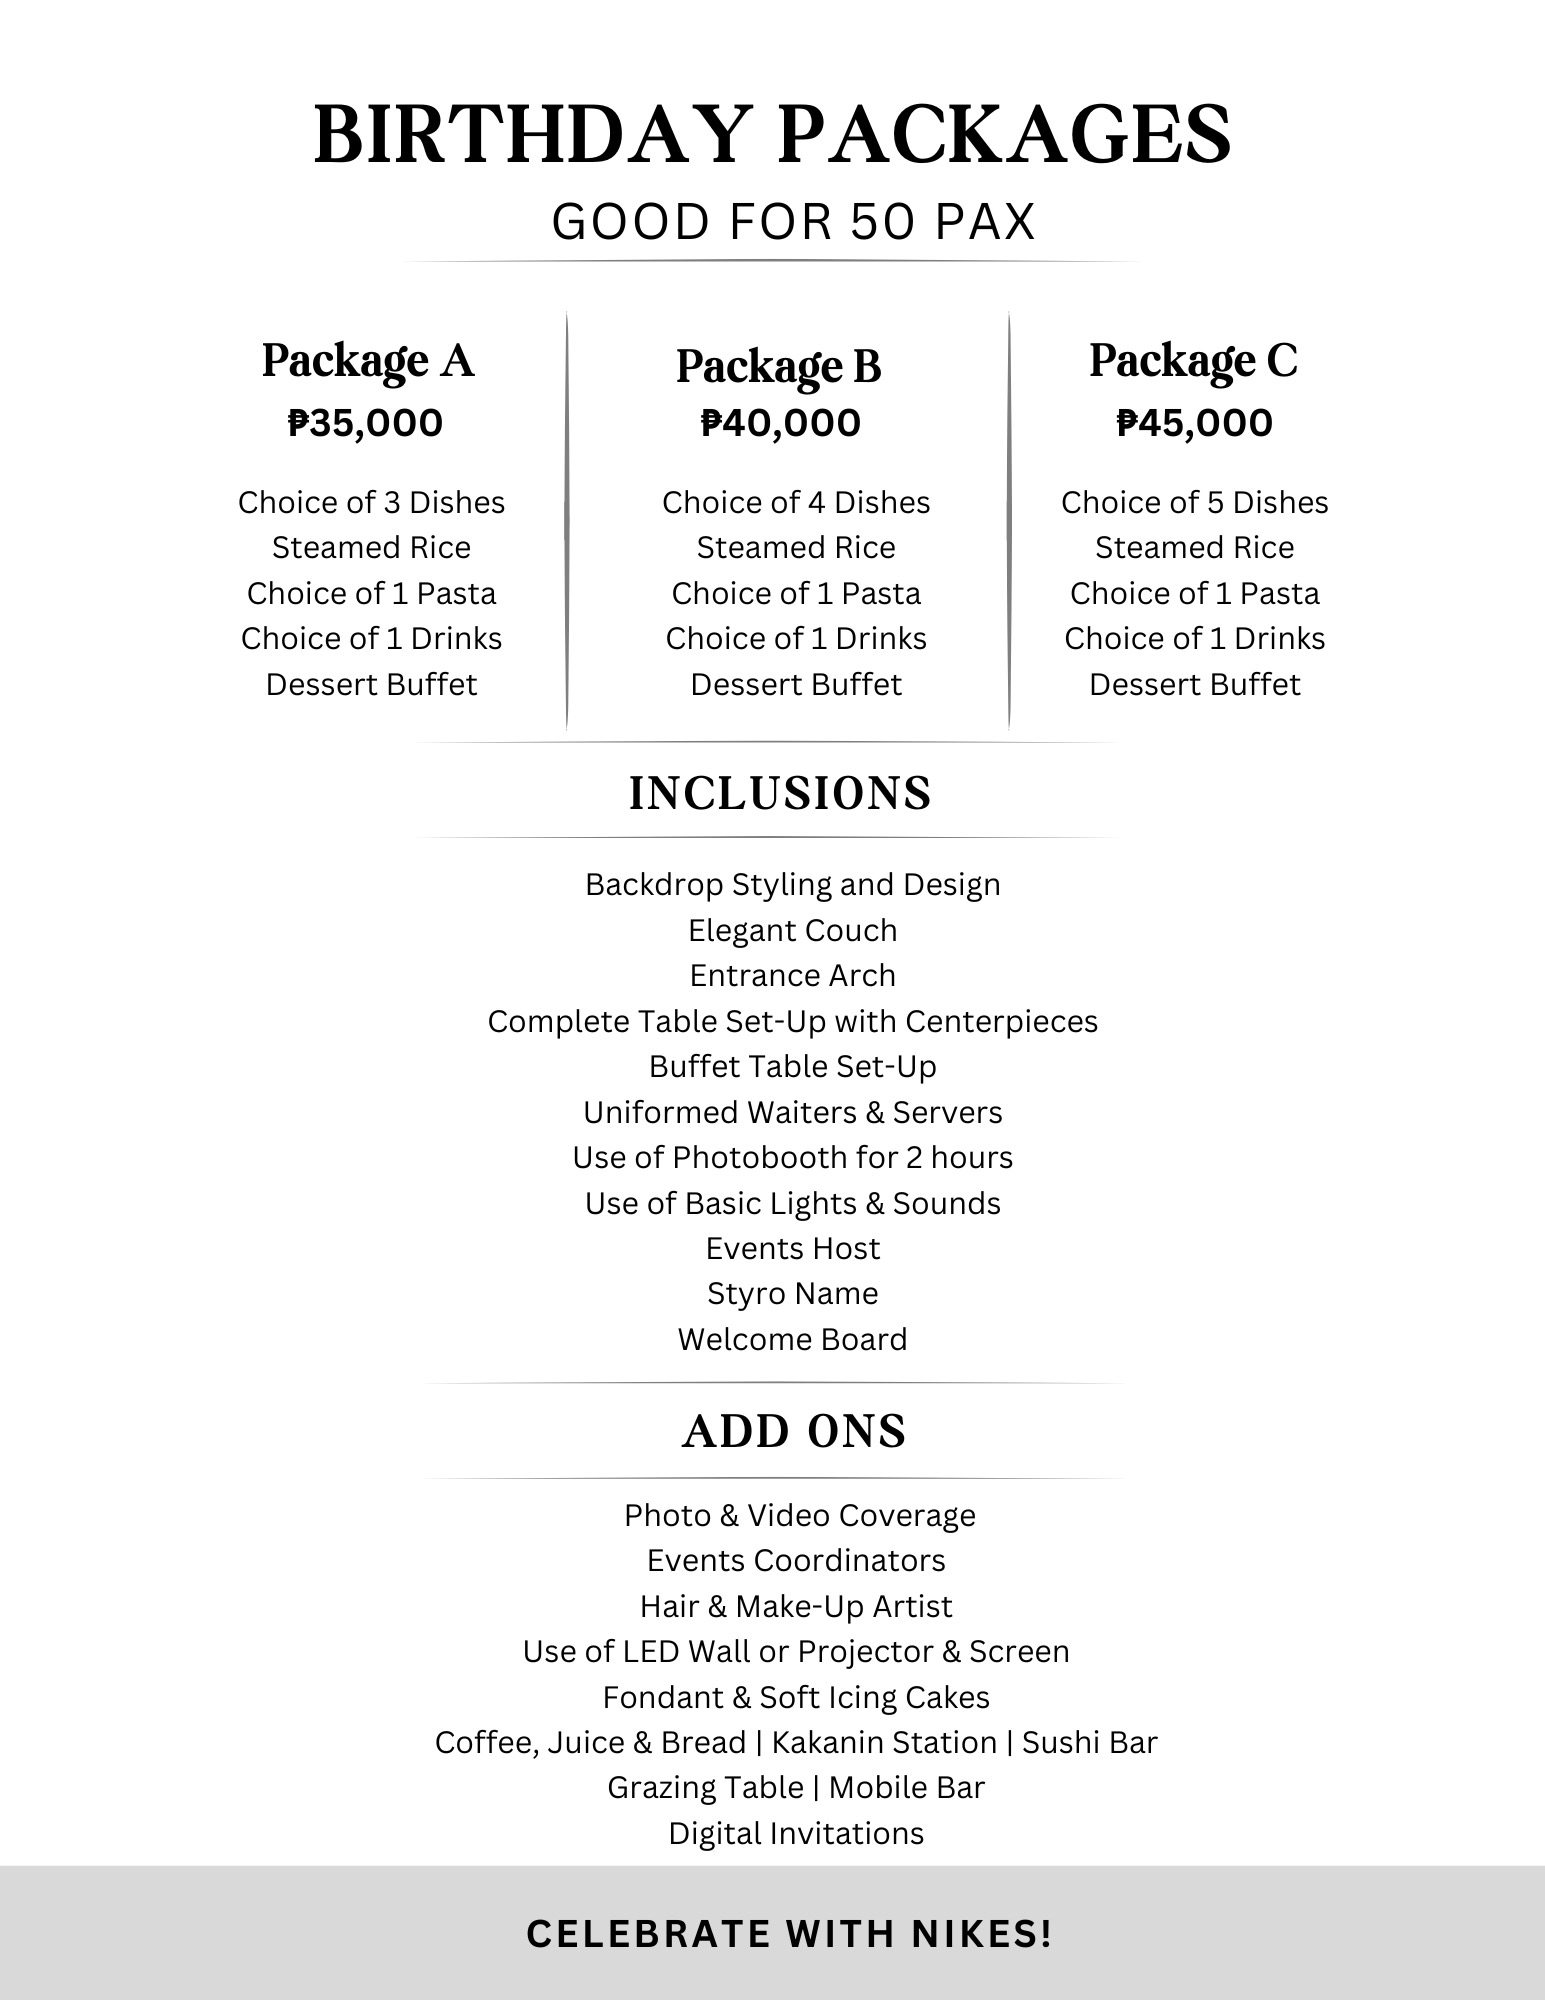 BIRTHDAY PACKAGES
GOOD FOR 50 PAX
Package A
₱35,000
Choice of 3 Dishes
Steamed Rice
Choice of 1 Pasta
Choice of 1 Drinks
Dessert Buffet
Package B
₱40,000
Choice of 4 Dishes
Steamed Rice
Choice of 1 Pasta
Choice of 1 Drinks
Dessert Buffet
Package C
₱45,000
Choice of 5 Dishes
Steamed Rice
Choice of 1 Pasta
Choice of 1 Drinks
Dessert Buffet
INCLUSIONS
Backdrop Styling and Design
Elegant Couch
Entrance Arch
Complete Table Set-Up with Centerpieces
Buffet Table Set-Up
Uniformed Waiters & Servers
Use of Photobooth for 2 hours
Use of Basic Lights & Sounds
Events Host
Styro Name
Welcome Board
ADD ONS
Photo & Video Coverage
Events Coordinators
Hair & Make-Up Artist
Use of LED Wall or Projector & Screen
Fondant & Soft Icing Cakes
Coffee, Juice & Bread | Kakanin Station | Sushi Bar
Grazing Table | Mobile Bar
Digital Invitations
CELEBRATE WITH NIKES!